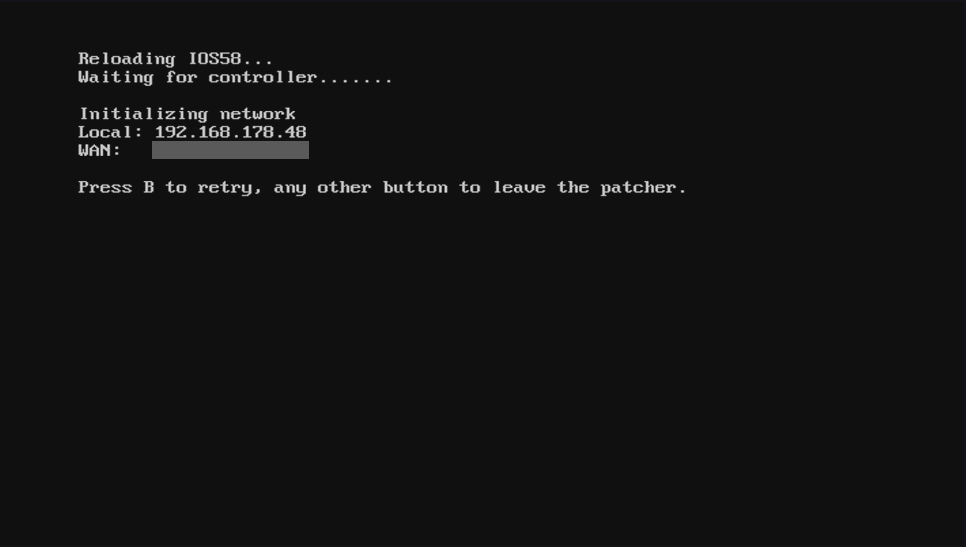 Reloading IOS58...
Waiting for controller.......
Initializing network
Local: 192.168.178.48
WAN:
Press B to retry, any other button to leave the patcher.